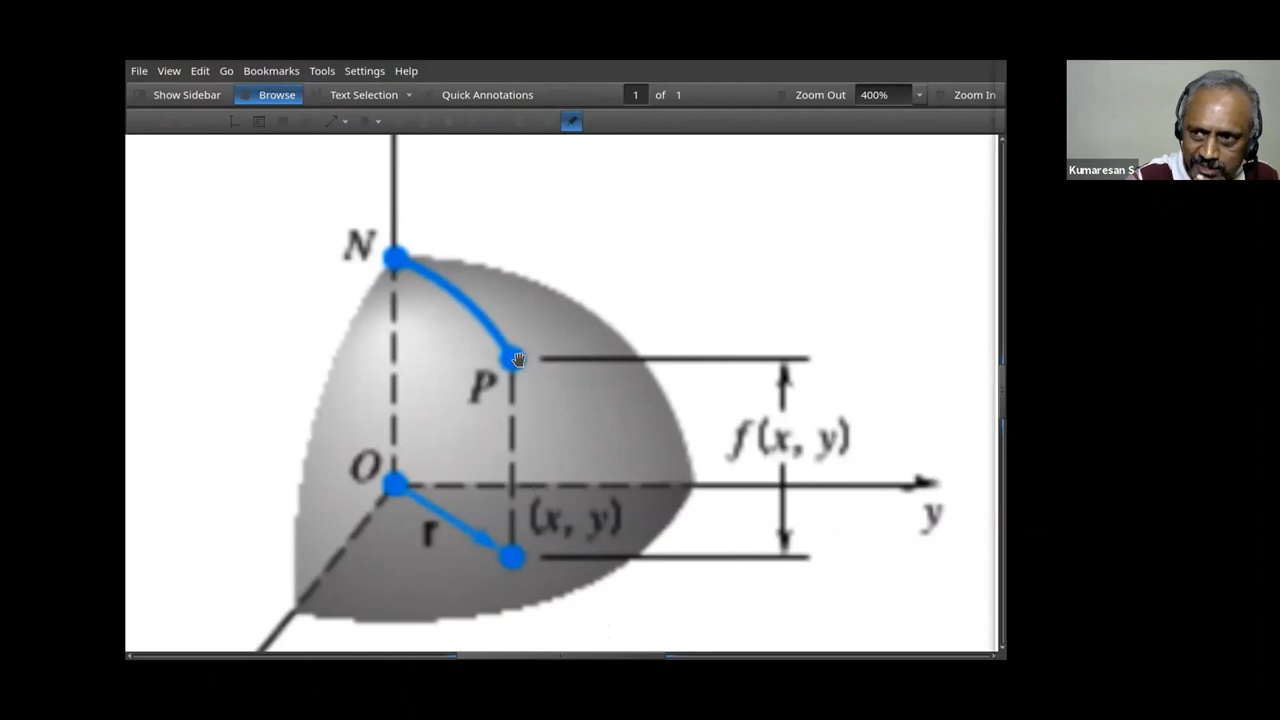 File View Edit Go Bookmarks Tools Settings Help
Show Sidebar Browse Text Selection Quick Annotations 1 of 1 Zoom Out 400% Zoom In
Kumaresan S
N
P
f(x, y)
O
r
(x, y)
y